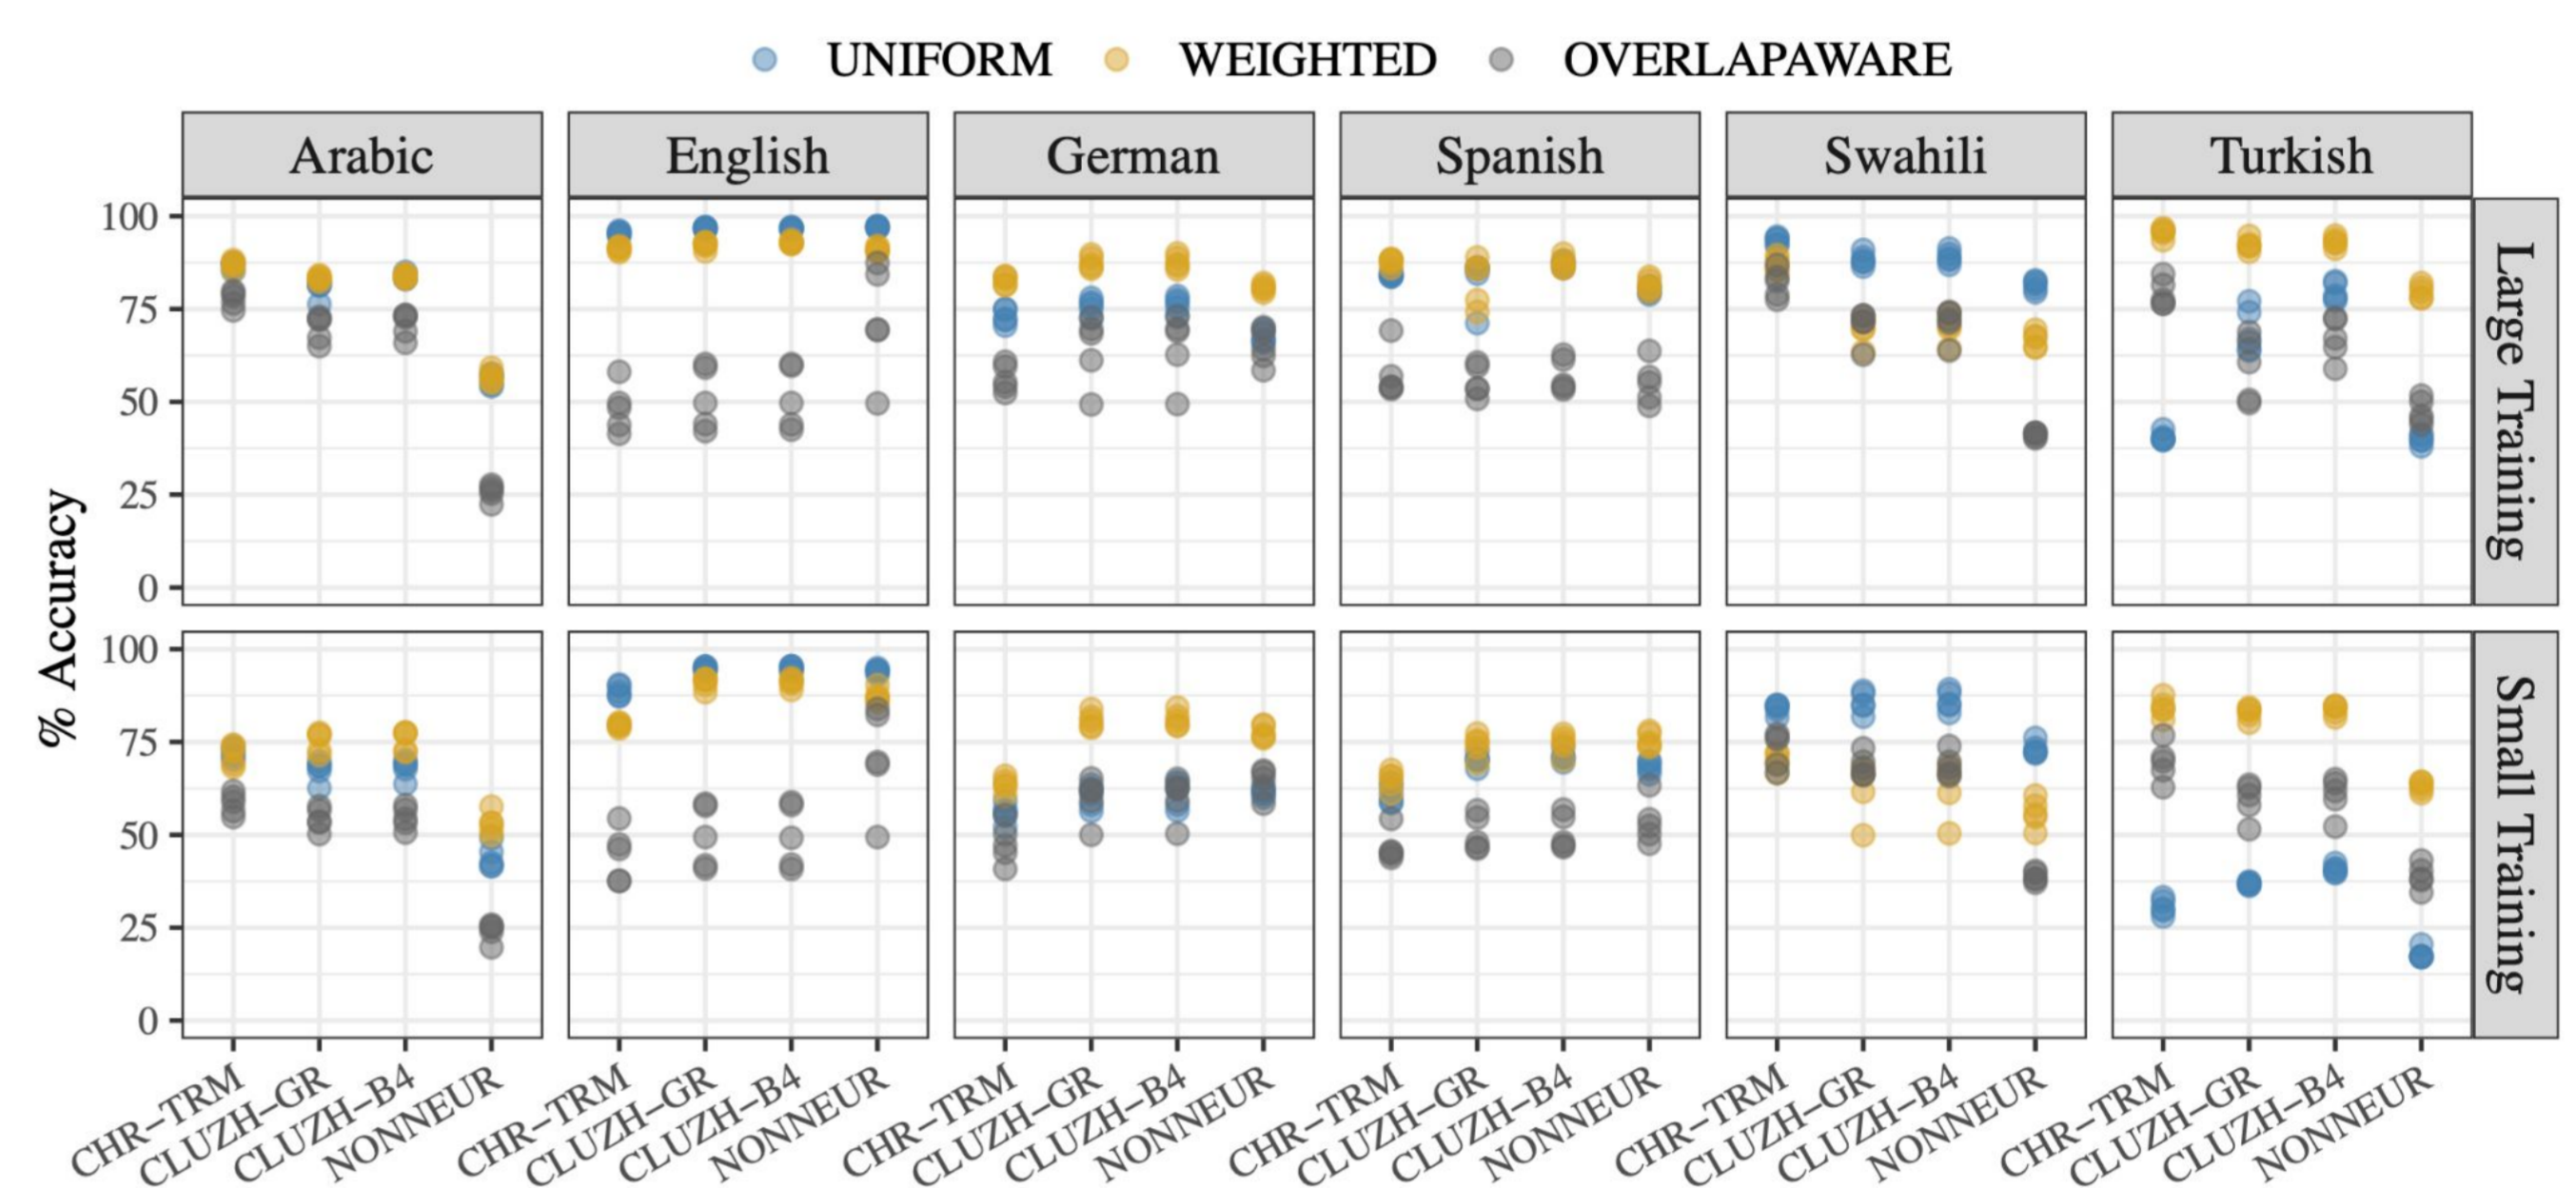 UNIFORM WEIGHTED OVERLAPAWARE
Arabic English German Spanish Swahili Turkish
% Accuracy
100
75
50
25
0
Large Training
100
75
50
25
0
Small Training
CHR–TRM CLUZH–GR CLUZH–B4 NONNEUR CHR–TRM CLUZH–GR CLUZH–B4 NONNEUR CHR–TRM CLUZH–GR CLUZH–B4 NONNEUR CHR–TRM CLUZH–GR CLUZH–B4 NONNEUR CHR–TRM CLUZH–GR CLUZH–B4 NONNEUR CHR–TRM CLUZH–GR CLUZH–B4 NONNEUR